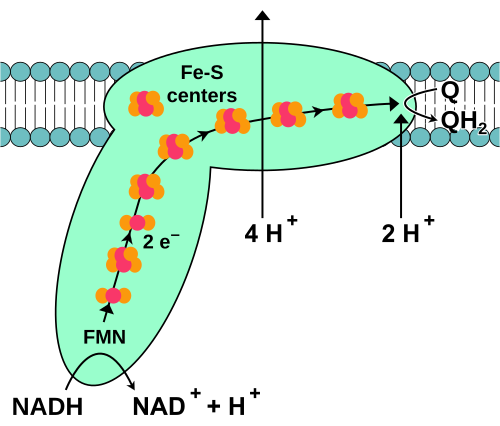 Fe-S
centers
Q
QH₂
4 H⁺
2 H⁺
2 e⁻
FMN
NADH
NAD⁺ + H⁺